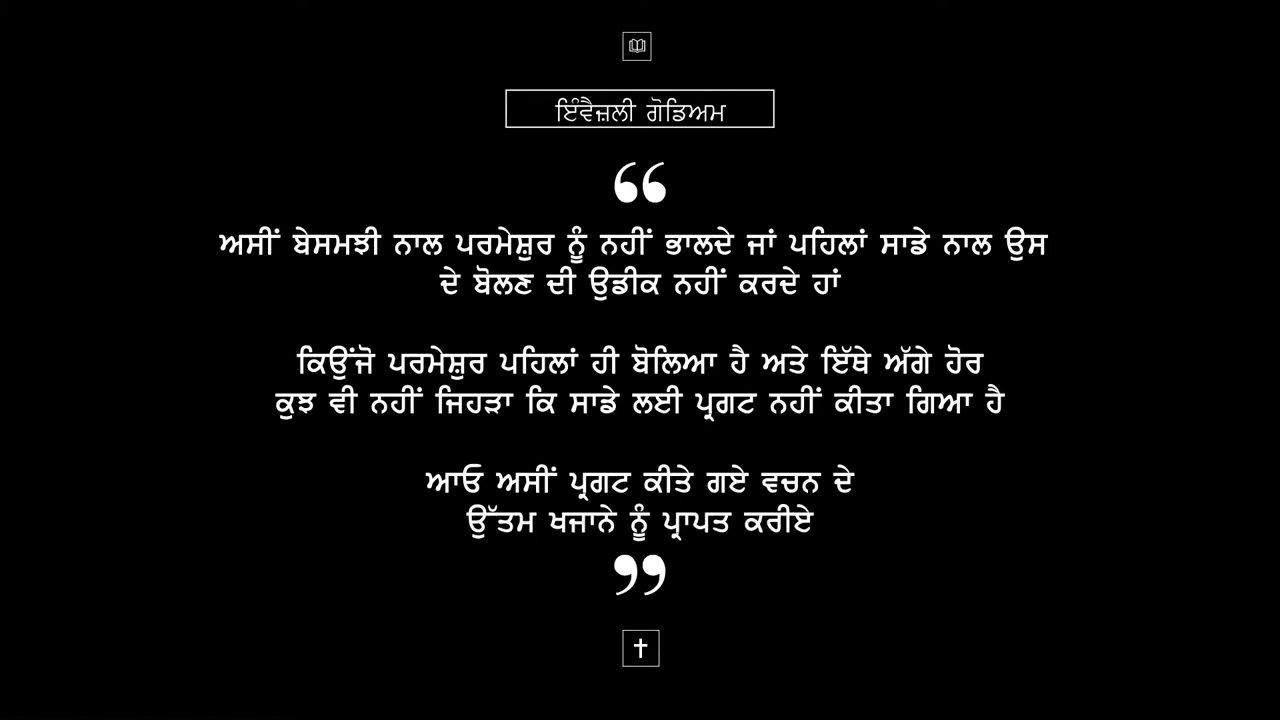 ਇੰਵੈਜ਼ਲੀ ਗੋਡਿਅਮ
“
ਅਸੀਂ ਬੇਸਮਝੀ ਨਾਲ ਪਰਮੇਸ਼ੁਰ ਨੂੰ ਨਹੀਂ ਭਾਲਦੇ ਜਾਂ ਪਹਿਲਾਂ ਸਾਡੇ ਨਾਲ ਉਸ
ਦੇ ਬੋਲਣ ਦੀ ਉਡੀਕ ਨਹੀਂ ਕਰਦੇ ਹਾਂ
ਕਿਉਂਜੋ ਪਰਮੇਸ਼ੁਰ ਪਹਿਲਾਂ ਹੀ ਬੋਲਿਆ ਹੈ ਅਤੇ ਇੱਥੇ ਅੱਗੇ ਹੋਰ
ਕੁਝ ਵੀ ਨਹੀਂ ਜਿਹੜਾ ਕਿ ਸਾਡੇ ਲਈ ਪ੍ਰਗਟ ਨਹੀਂ ਕੀਤਾ ਗਿਆ ਹੈ
ਆਓ ਅਸੀਂ ਪ੍ਰਗਟ ਕੀਤੇ ਗਏ ਵਚਨ ਦੇ
ਉੱਤਮ ਖਜਾਨੇ ਨੂੰ ਪ੍ਰਾਪਤ ਕਰੀਏ
”